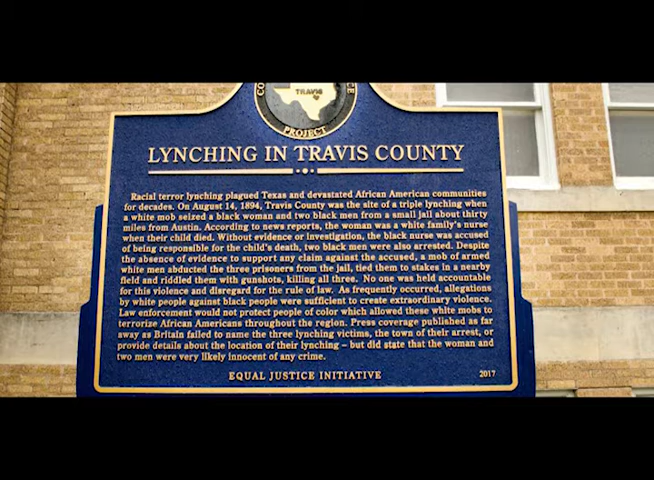 TRAVIS
PROJECT
LYNCHING IN TRAVIS COUNTY
Racial terror lynching plagued Texas and devastated African American communities
for decades. On August 14, 1894, Travis County was the site of a triple lynching when
a white mob seized a black woman and two black men from a small jail about thirty
miles from Austin. According to news reports, the woman was a white family's nurse
when their child died. Without evidence or investigation, the black nurse was accused
of being responsible for the child's death, two black men were also arrested. Despite
the absence of evidence to support any claim against the accused, a mob of armed
white men abducted the three prisoners from the jail, tied them to stakes in a nearby
field and riddled them with gunshots, killing all three. No one was held accountable
for this violence and disregard for the rule of law. As frequently occurred, allegations
by white people against black people were sufficient to create extraordinary violence.
Law enforcement would not protect people of color which allowed these white mobs to
terrorize African Americans throughout the region. Press coverage published as far
away as Britain failed to name the three lynching victims, the town of their arrest, or
provide details about the location of their lynching – but did state that the woman and
two men were very likely innocent of any crime.
EQUAL JUSTICE INITIATIVE
2017